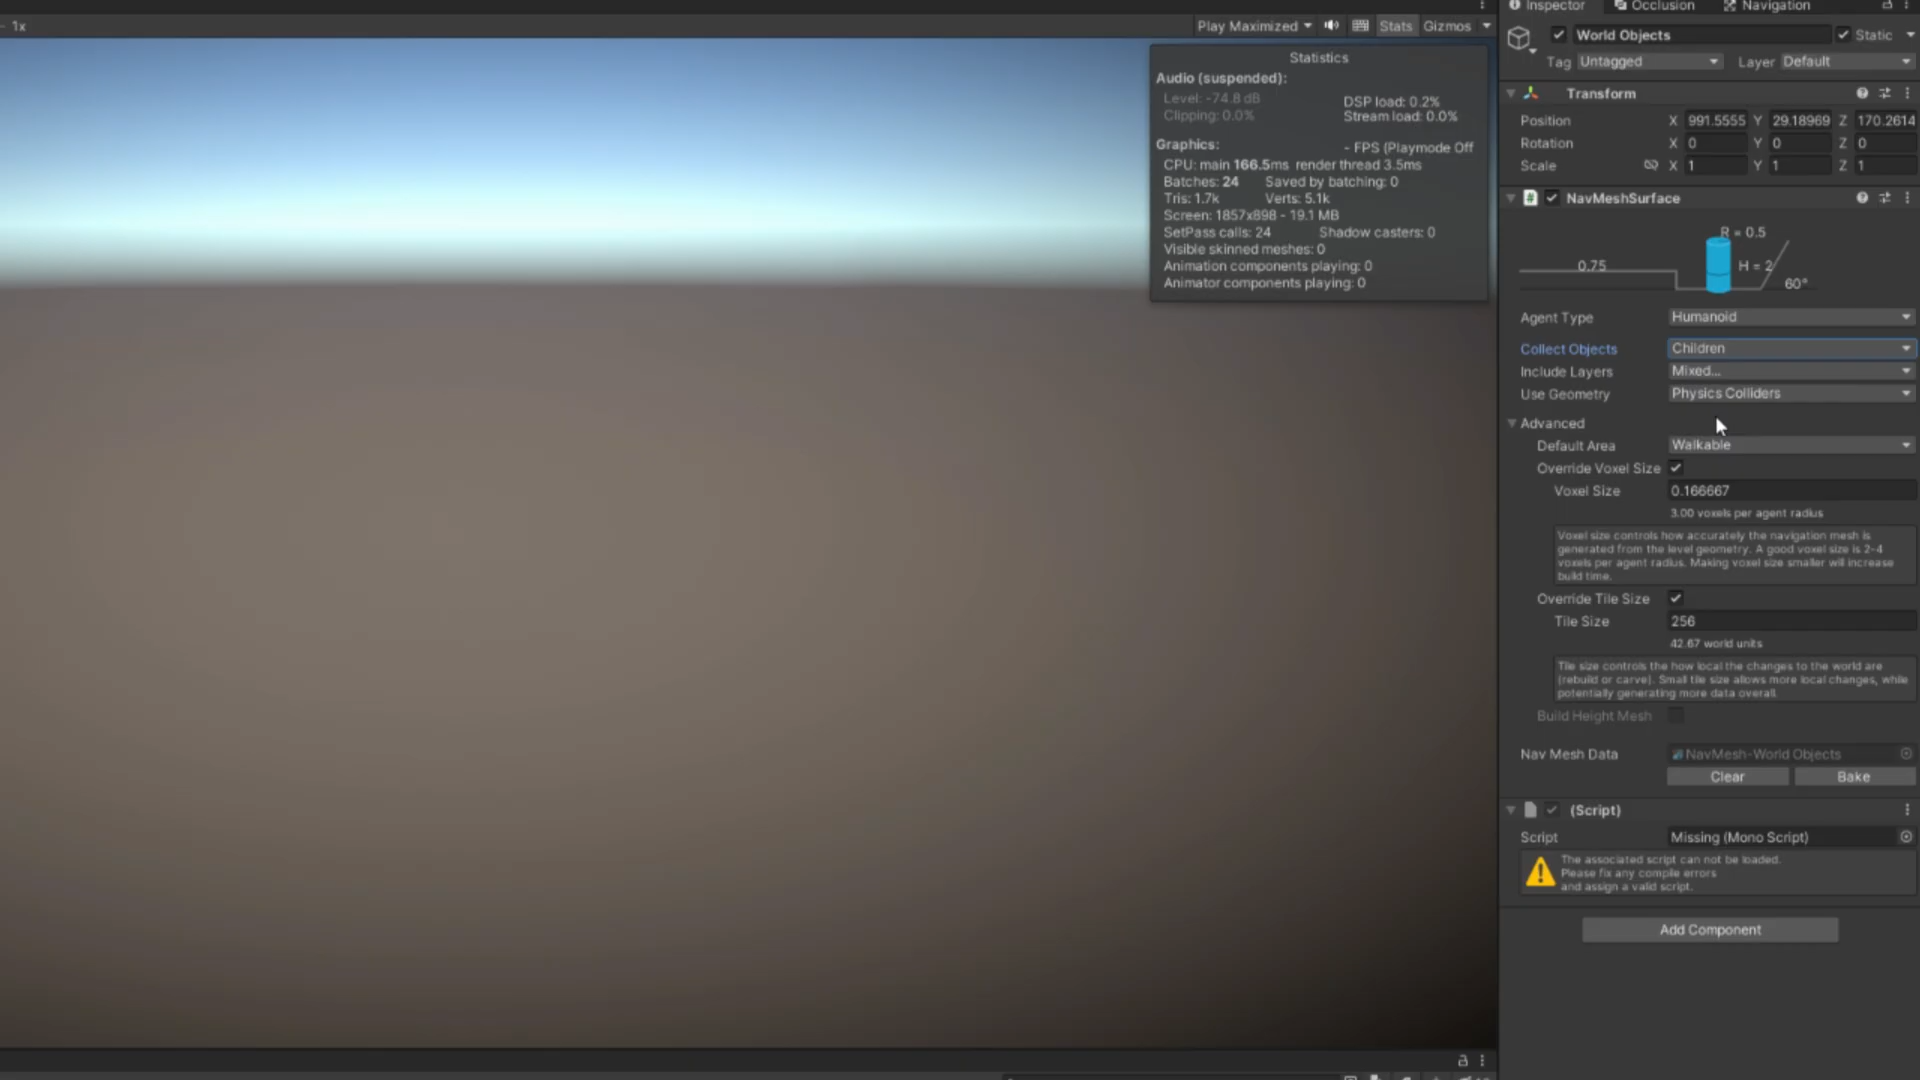 1x
Play Maximized
Stats
Gizmos
Statistics
Audio (suspended):
Level: -74.8 dB
DSP load: 0.2%
Clipping: 0.0%
Stream load: 0.0%
Graphics:
- FPS (Playmode Off
CPU: main 166.5ms render thread 3.5ms
Batches: 24 Saved by batching: 0
Tris: 1.7k Verts: 5.1k
Screen: 1857x898 - 19.1 MB
SetPass calls: 24 Shadow casters: 0
Visible skinned meshes: 0
Animation components playing: 0
Animator components playing: 0
Inspector Occlusion Navigation
World Objects Static
Tag Untagged Layer Default
Transform
Position X 991.5555 Y 29.18969 Z 170.2614
Rotation X 0 Y 0 Z 0
Scale X 1 Y 1 Z 1
NavMeshSurface
R = 0.5
0.75 H = 2
60°
Agent Type Humanoid
Collect Objects Children
Include Layers Mixed...
Use Geometry Physics Colliders
Advanced
Default Area Walkable
Override Voxel Size
Voxel Size 0.166667
3.00 voxels per agent radius
Voxel size controls how accurately the navigation mesh is
generated from the level geometry. A good voxel size is 2-4
voxels per agent radius. Making voxel size smaller will increase
build time.
Override Tile Size
Tile Size 256
42.67 world units
Tile size controls the how local the changes to the world are
(rebuild or carve). Small tile size allows more local changes, while
potentially generating more data overall.
Build Height Mesh
Nav Mesh Data NavMesh-World Objects
Clear Bake
(Script)
Script Missing (Mono Script)
The associated script can not be loaded.
Please fix any compile errors
and assign a valid script.
Add Component